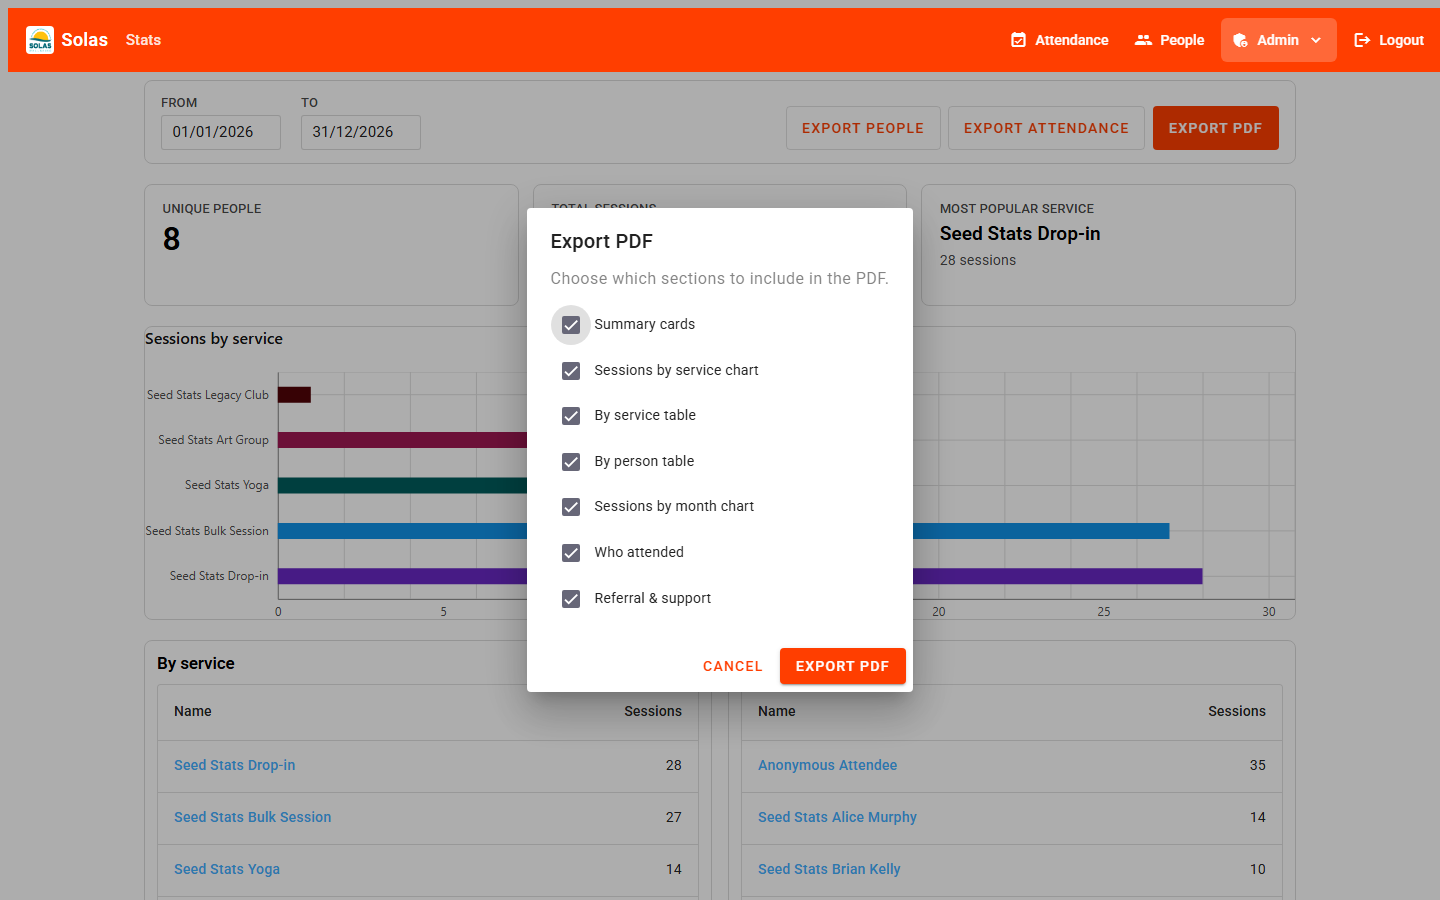 SOLAS
Solas
Stats
Attendance
People
Admin
Logout
FROM
TO
01/01/2026
31/12/2026
EXPORT PEOPLE
EXPORT ATTENDANCE
EXPORT PDF
UNIQUE PEOPLE
8
TOTAL SESSIONS
MOST POPULAR SERVICE
Seed Stats Drop-in
28 sessions
Export PDF
Choose which sections to include in the PDF.
Summary cards
Sessions by service chart
By service table
By person table
Sessions by month chart
Who attended
Referral & support
CANCEL
EXPORT PDF
Sessions by service
Seed Stats Legacy Club
Seed Stats Art Group
Seed Stats Yoga
Seed Stats Bulk Session
Seed Stats Drop-in
0
5
20
25
30
By service
Name
Sessions
Seed Stats Drop-in
28
Seed Stats Bulk Session
27
Seed Stats Yoga
14
Name
Sessions
Anonymous Attendee
35
Seed Stats Alice Murphy
14
Seed Stats Brian Kelly
10